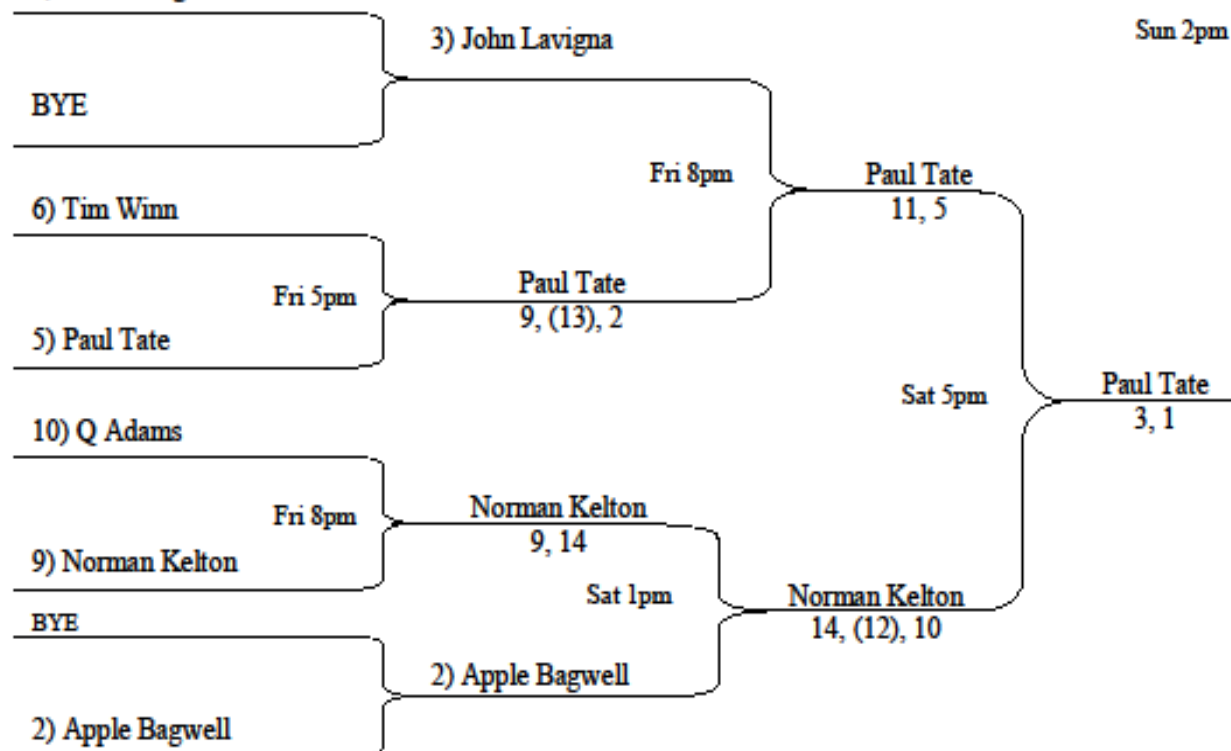 3) John Lavigna
Sun 2pm
BYE
Fri 8pm
Paul Tate
11, 5
6) Tim Winn
Fri 5pm
Paul Tate
9, (13), 2
5) Paul Tate
Sat 5pm
Paul Tate
3, 1
10) Q Adams
Fri 8pm
Norman Kelton
9, 14
9) Norman Kelton
Sat 1pm
Norman Kelton
14, (12), 10
BYE
2) Apple Bagwell
2) Apple Bagwell